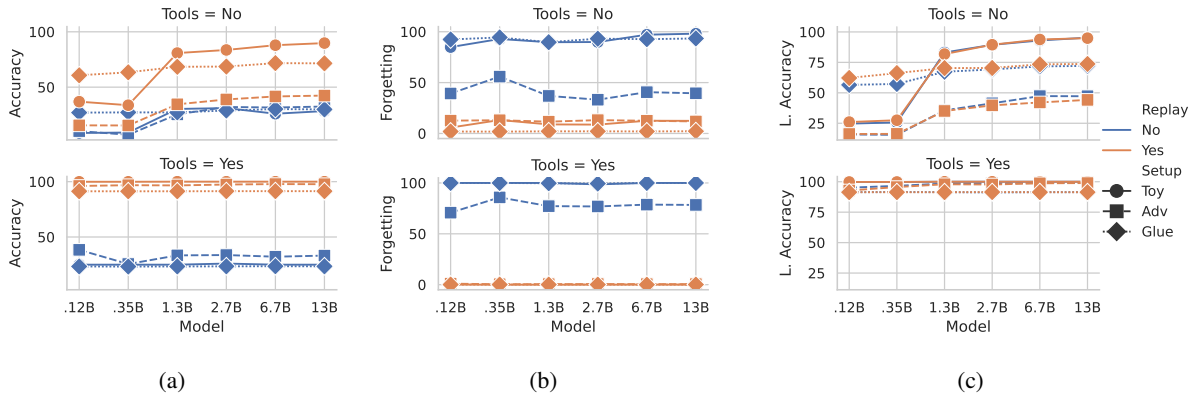 Tools = No
Accuracy
100
50
Tools = Yes
Accuracy
100
50
.12B .35B 1.3B 2.7B 6.7B 13B
Model
(a)
Tools = No
Forgetting
100
50
0
Tools = Yes
Forgetting
100
50
0
.12B .35B 1.3B 2.7B 6.7B 13B
Model
(b)
Tools = No
L. Accuracy
100
75
50
25
Tools = Yes
L. Accuracy
100
75
50
25
.12B .35B 1.3B 2.7B 6.7B 13B
Model
(c)
Replay
No
Yes
Setup
Toy
Adv
Glue